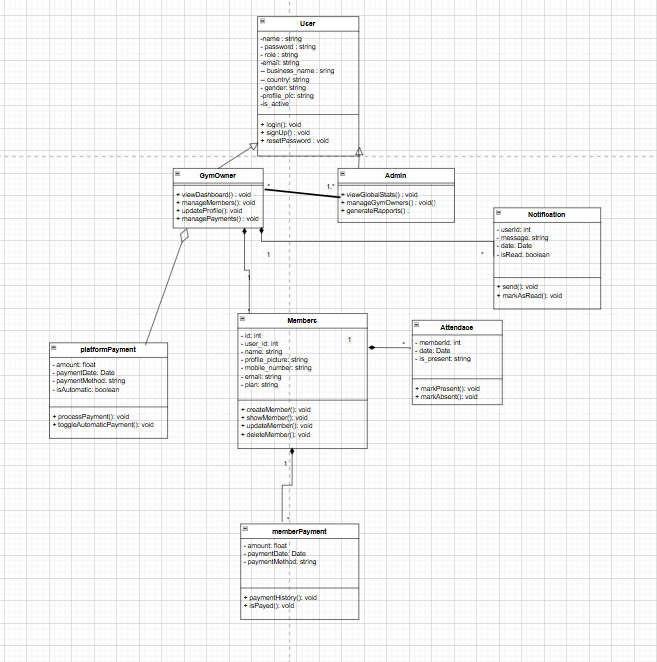 User
-name : string
- password : string
- role : string
-email: string
-- business_name : sring
-- country: string
- gender: string
-profile_pic: string
-is_active
+ login(): void
+ signUp() : void
+ resetPassword : void
GymOwner
+ viewDashboard() : void
+ manageMembers(): void
+ updateProfile(): void
+ managePayments() : void
*
1.*
Admin
+ viewGlobalStats() : void
+ manageGymOwners() : void()
+ generateRapports() :
Notification
- userId: int
- message: string
- date: Date
- isRead: boolean
+ send(): void
+ markAsRead(): void
1
*
1
Members
- id: int
- user_id: int
- name: string
- profile_picture: string
- mobile_number: string
- email: string
- plan: string
+ createMember(): void
+ showMember(): void
+ updateMember(): void
+ deleteMember(): void
1
*
Attendace
- memberId: int
- date: Date
- is_present: string
+ markPresent(): void
+ markAbsent(): void
platformPayment
- amount: float
- paymentDate: Date
- paymentMethod: string
- isAutomatic: boolean
+ processPayment(): void
+ toggleAutomaticPayment(): void
1
*
memberPayment
- amount: float
- paymentDate: Date
- paymentMethod: string
+ paymentHistory(): void
+ isPayed(): void